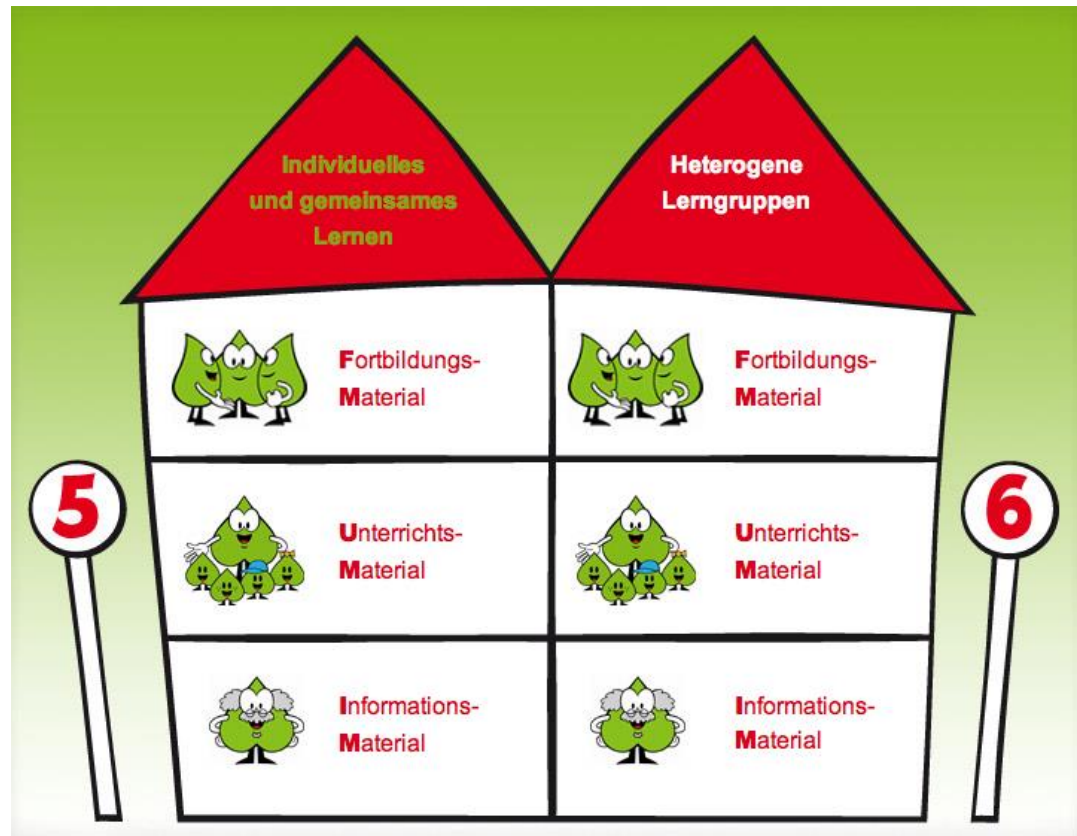 Individuelles
und gemeinsames
Lernen
Heterogene
Lerngruppen
Fortbildungs-
Material
Fortbildungs-
Material
5
6
Unterrichts-
Material
Unterrichts-
Material
Informations-
Material
Informations-
Material